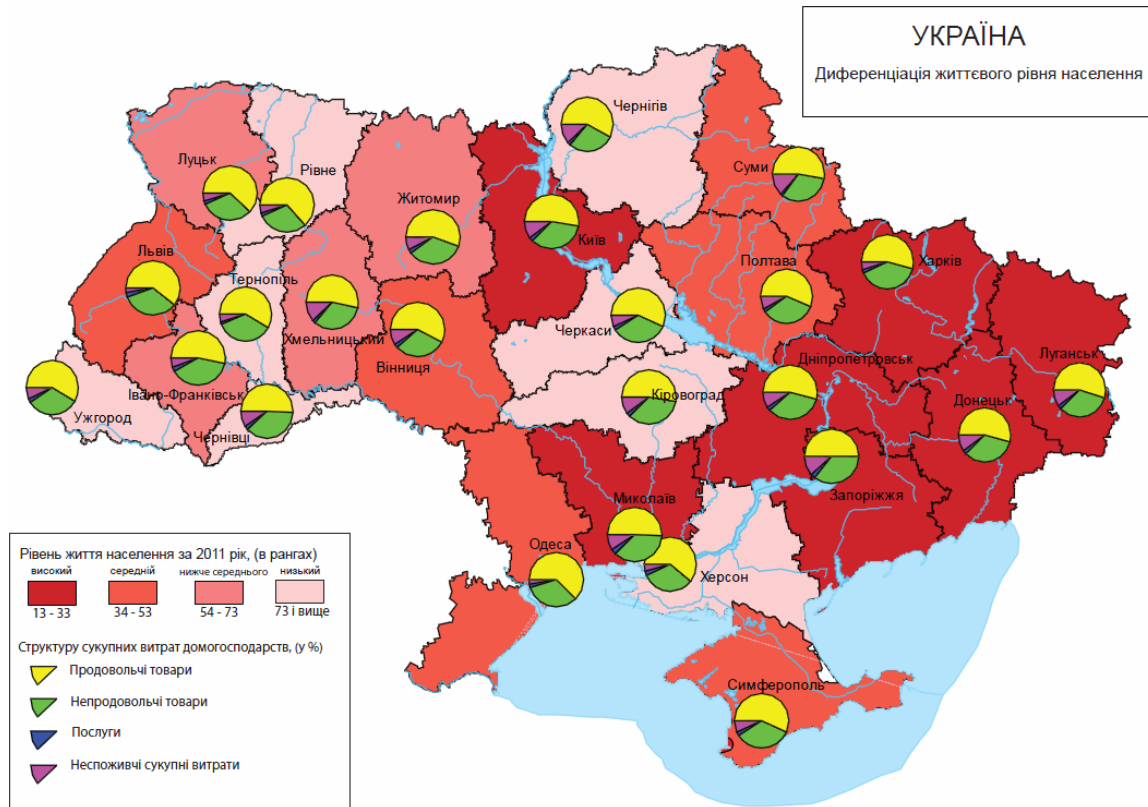 УКРАЇНА
Диференціація життєвого рівня населення
Чернігів
Луцьк
Рівне
Суми
Житомир
Київ
Львів
Полтава
Харків
Тернопіль
Черкаси
Хмельницький
Вінниця
Дніпропетровськ
Луганськ
Івано-Франківськ
Кіровоград
Донецьк
Ужгород
Чернівці
Миколаїв
Запоріжжя
Одеса
Херсон
Симферополь
Рівень життя населення за 2011 рік, (в рангах)
високий середній нижче середнього низький
13 - 33 34 - 53 54 - 73 73 і вище
Структуру сукупних витрат домогосподарств, (у %)
Продовольчі товари
Непродовольчі товари
Послуги
Неспоживчі сукупні витрати